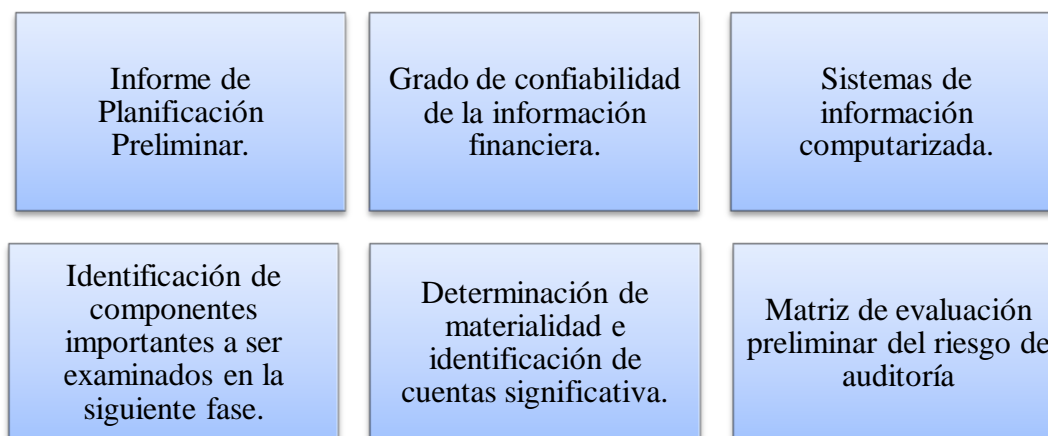 Informe de
Planificación
Preliminar.
Grado de confiabilidad
de la información
financiera.
Sistemas de
información
computarizada.
Identificación de
componentes
importantes a ser
examinados en la
siguiente fase.
Determinación de
materialidad e
identificación de
cuentas significativa.
Matriz de evaluación
preliminar del riesgo de
auditoría